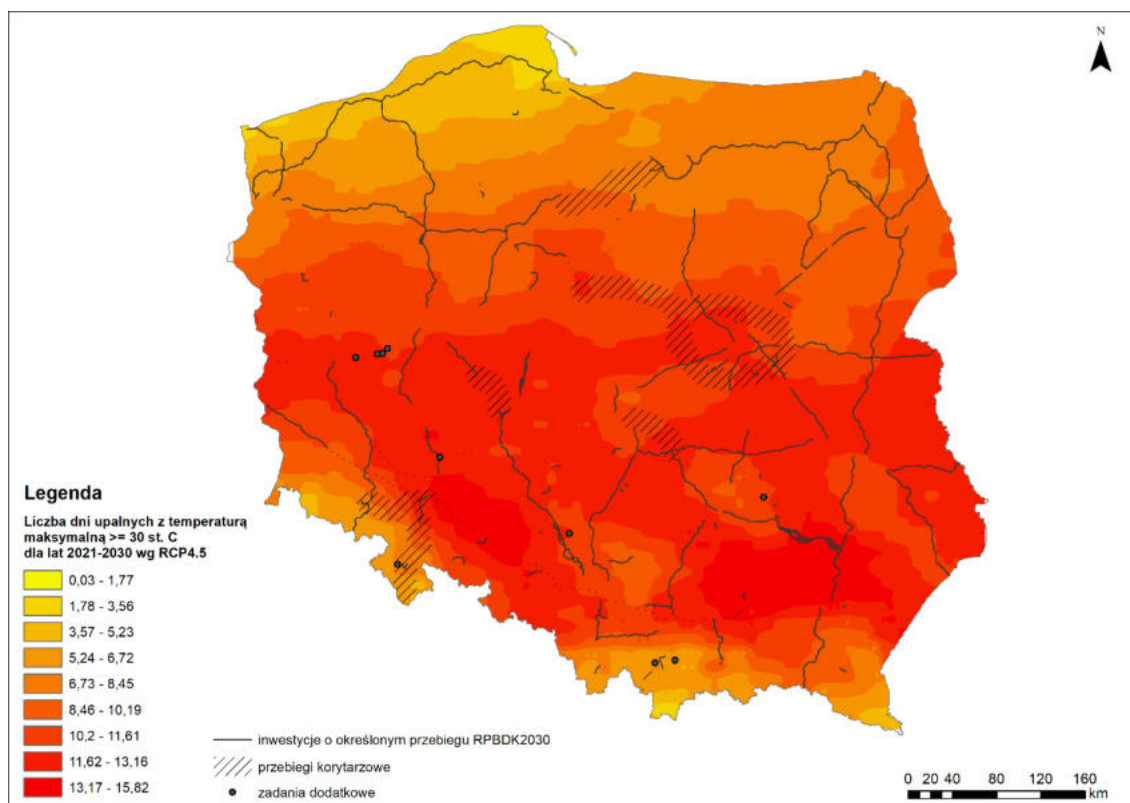 N
Legenda
Liczba dni upalnych z temperaturą
maksymalną >= 30 st. C
dla lat 2021-2030 wg RCP4.5
0,03 - 1,77
1,78 - 3,56
3,57 - 5,23
5,24 - 6,72
6,73 - 8,45
8,46 - 10,19
10,2 - 11,61
11,62 - 13,16
13,17 - 15,82
inwestycje o określonym przebiegu RPBDK2030
przebiegi korytarzowe
zadania dodatkowe
0 20 40 80 120 160
km